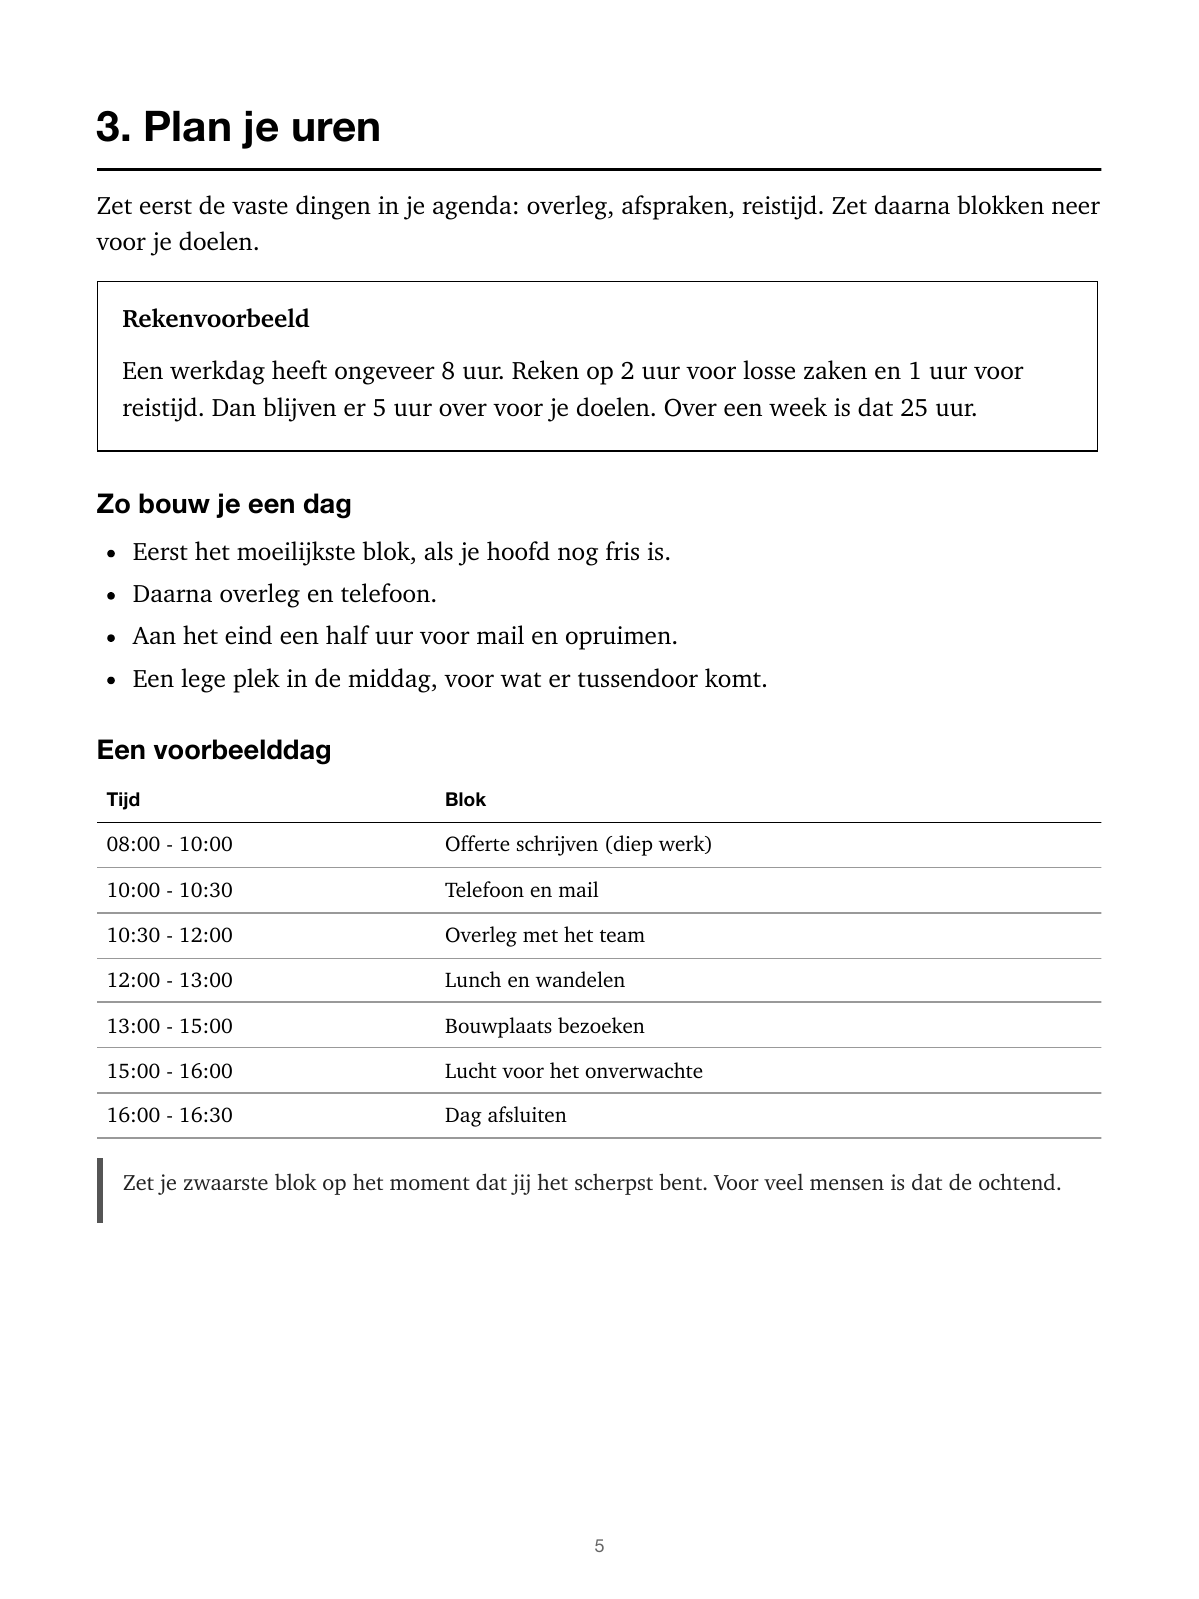 3. Plan je uren
Zet eerst de vaste dingen in je agenda: overleg, afspraken, reistijd. Zet daarna blokken neer
voor je doelen.
Rekenvoorbeeld
Een werkdag heeft ongeveer 8 uur. Reken op 2 uur voor losse zaken en 1 uur voor
reistijd. Dan blijven er 5 uur over voor je doelen. Over een week is dat 25 uur.
Zo bouw je een dag
• Eerst het moeilijkste blok, als je hoofd nog fris is.
• Daarna overleg en telefoon.
• Aan het eind een half uur voor mail en opruimen.
• Een lege plek in de middag, voor wat er tussendoor komt.
Een voorbeelddag
Tijd Blok
08:00 - 10:00 Offerte schrijven (diep werk)
10:00 - 10:30 Telefoon en mail
10:30 - 12:00 Overleg met het team
12:00 - 13:00 Lunch en wandelen
13:00 - 15:00 Bouwplaats bezoeken
15:00 - 16:00 Lucht voor het onverwachte
16:00 - 16:30 Dag afsluiten
Zet je zwaarste blok op het moment dat jij het scherpst bent. Voor veel mensen is dat de ochtend.
5